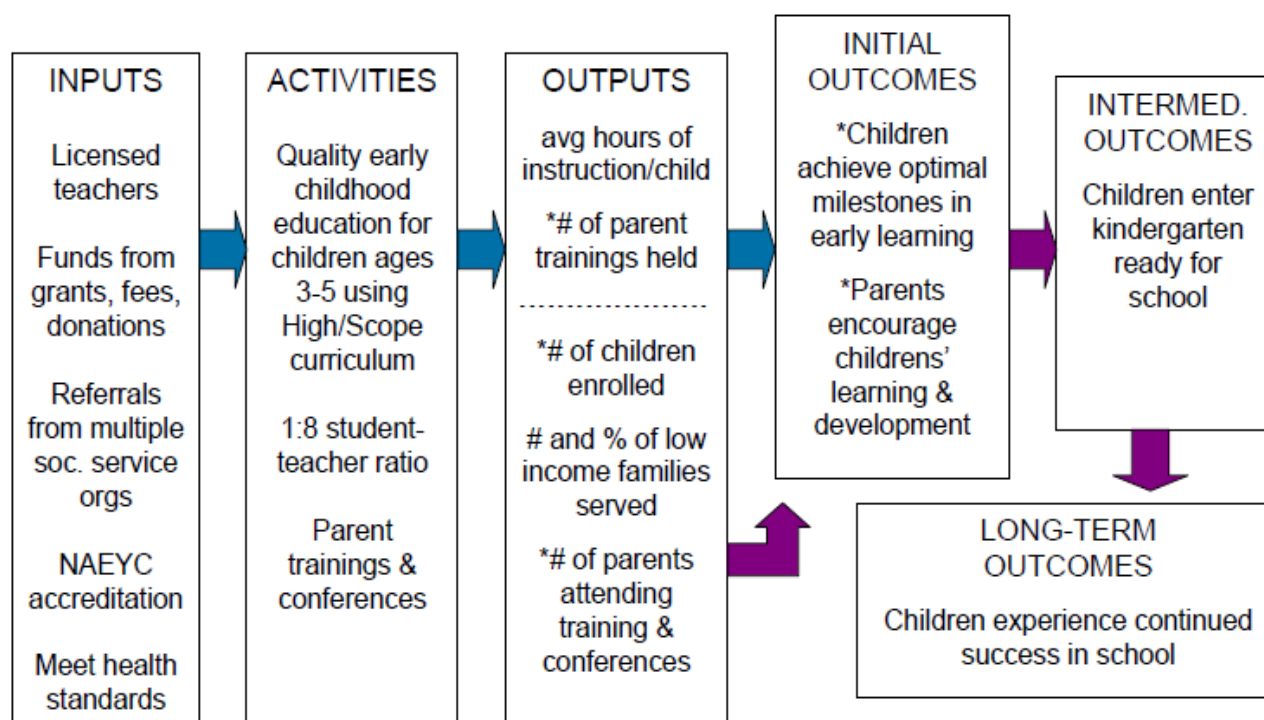 INPUTS
Licensed
teachers
Funds from
grants, fees,
donations
Referrals
from multiple
soc. service
orgs
NAEYC
accreditation
Meet health
standards
ACTIVITIES
Quality early
childhood
education for
children ages
3-5 using
High/Scope
curriculum
1:8 student-
teacher ratio
Parent
trainings &
conferences
OUTPUTS
avg hours of
instruction/child
*# of parent
trainings held
*# of children
enrolled
# and % of low
income families
served
*# of parents
attending
training &
conferences
INITIAL
OUTCOMES
*Children
achieve optimal
milestones in
early learning
*Parents
encourage
childrens’
learning &
development
INTERMED.
OUTCOMES
Children enter
kindergarten
ready for
school
LONG-TERM
OUTCOMES
Children experience continued
success in school